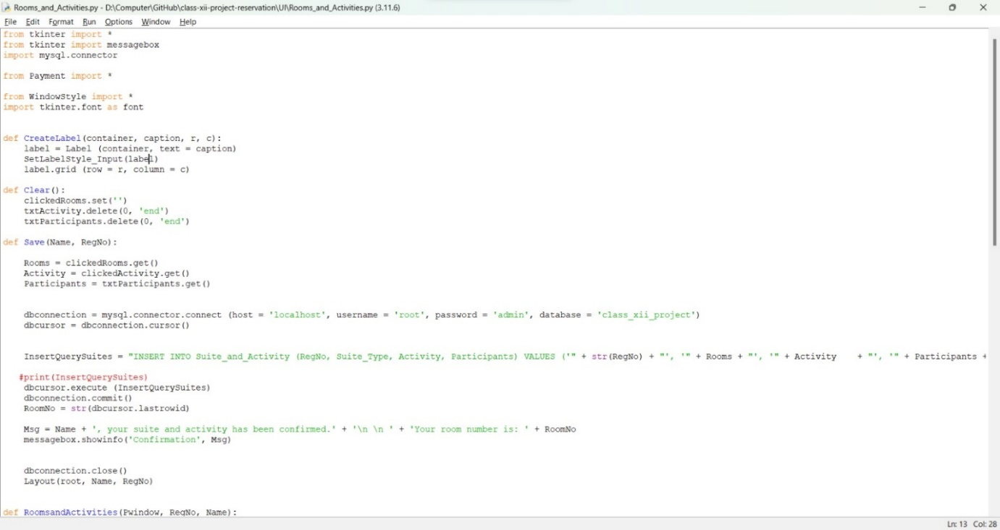 Rooms_and_Activities.py - D:\Computer\GitHub\class-xii-project-reservation\UI\Rooms_and_Activities.py (3.11.6)
File Edit Format Run Options Window Help
from tkinter import *
from tkinter import messagebox
import mysql.connector
from Payment import *
from WindowStyle import *
import tkinter.font as font
def CreateLabel(container, caption, r, c):
    label = Label (container, text = caption)
    SetLabelStyle_Input(label)
    label.grid (row = r, column = c)
def Clear():
    clickedRooms.set('')
    txtActivity.delete(0, 'end')
    txtParticipants.delete(0, 'end')
def Save(Name, RegNo):
    Rooms = clickedRooms.get()
    Activity = clickedActivity.get()
    Participants = txtParticipants.get()
    dbconnection = mysql.connector.connect (host = 'localhost', username = 'root', password = 'admin', database = 'class_xii_project')
    dbcursor = dbconnection.cursor()
    InsertQuerySuites = "INSERT INTO Suite_and_Activity (RegNo, Suite_Type, Activity, Participants) VALUES ('" + str(RegNo) + "', '" + Rooms + "', '" + Activity    + "', '" + Participants +
   #print(InsertQuerySuites)
    dbcursor.execute (InsertQuerySuites)
    dbconnection.commit()
    RoomNo = str(dbcursor.lastrowid)
    Msg = Name + ', your suite and activity has been confirmed.' + '\n \n ' + 'Your room number is: ' + RoomNo
    messagebox.showinfo('Confirmation', Msg)
    dbconnection.close()
    Layout(root, Name, RegNo)
def RoomsandActivities(Pwindow, RegNo, Name):
Ln: 13 Col: 28